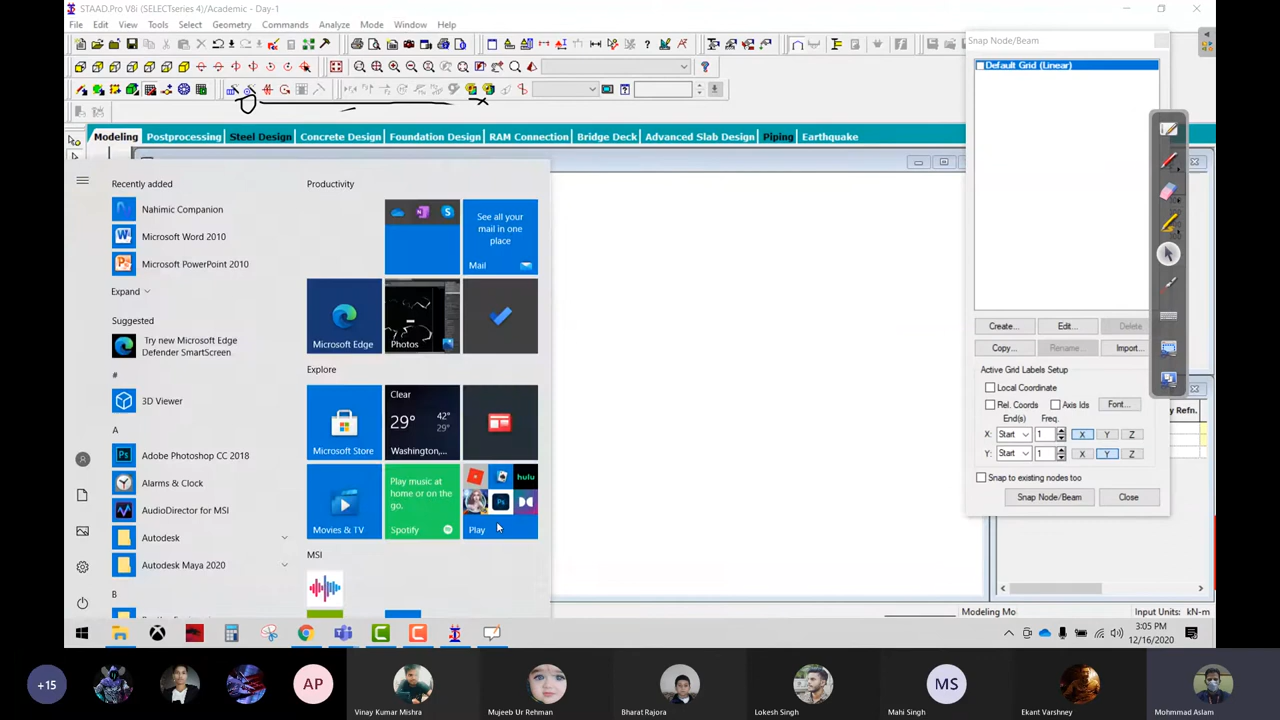 STAAD.Pro V8i (SELECTseries 4)/Academic - Day-1
File Edit View Tools Select Geometry Commands Analyze Mode Window Help
Snap Node/Beam
Default Grid (Linear)
Modeling Postprocessing Steel Design Concrete Design Foundation Design RAM Connection Bridge Deck Advanced Slab Design Piping Earthquake
Recently added
Nahimic Companion
Microsoft Word 2010
Microsoft PowerPoint 2010
Expand
Suggested
Try new Microsoft Edge
Defender SmartScreen
#
3D Viewer
A
Adobe Photoshop CC 2018
Alarms & Clock
AudioDirector for MSI
Autodesk
Autodesk Maya 2020
B
Productivity
See all your
mail in one
place
Mail
Microsoft Edge
Photos
Explore
Microsoft Store
Clear
29° 42°
29°
Washington,...
Movies & TV
Play music at
home or on the
go.
Spotify
hulu
Ps
Play
MSI
Create... Edit... Delete
Copy... Rename... Import...
Active Grid Labels Setup
Local Coordinate
Rel. Coords Axis Ids Font...
End(s) Freq.
X: Start 1 X Y Z
Y: Start 1 X Y Z
Snap to existing nodes too
Snap Node/Beam Close
y Refn.
Modeling Mo
Input Units: kN-m
3:05 PM
12/16/2020
+15
AP
MS
Vinay Kumar Mishra
Mujeeb Ur Rehman
Bharat Rajora
Lokesh Singh
Mahi Singh
Ekant Varshney
Mohmmad Aslam